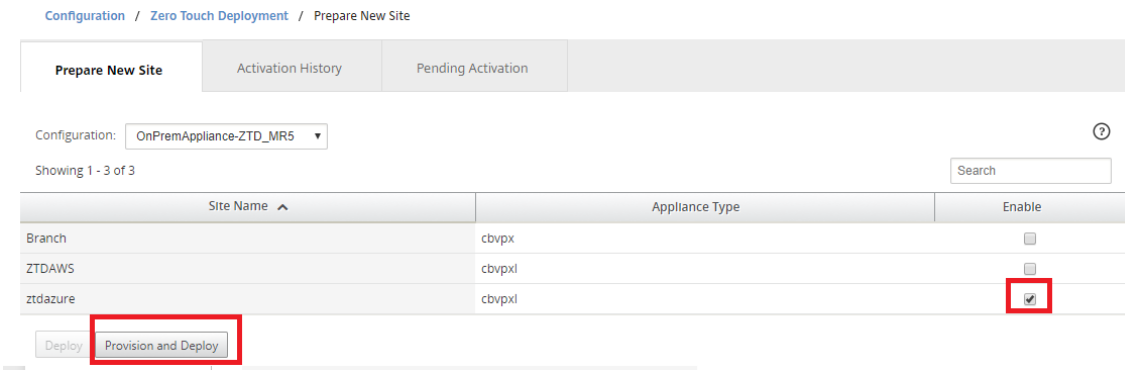 Configuration / Zero Touch Deployment / Prepare New Site
Prepare New Site Activation History Pending Activation
Configuration: OnPremAppliance-ZTD_MR5
Showing 1 - 3 of 3 Search
Site Name Appliance Type Enable
Branch cbvpx
ZTDAWS cbvpxl
ztdazure cbvpxl
Deploy Provision and Deploy